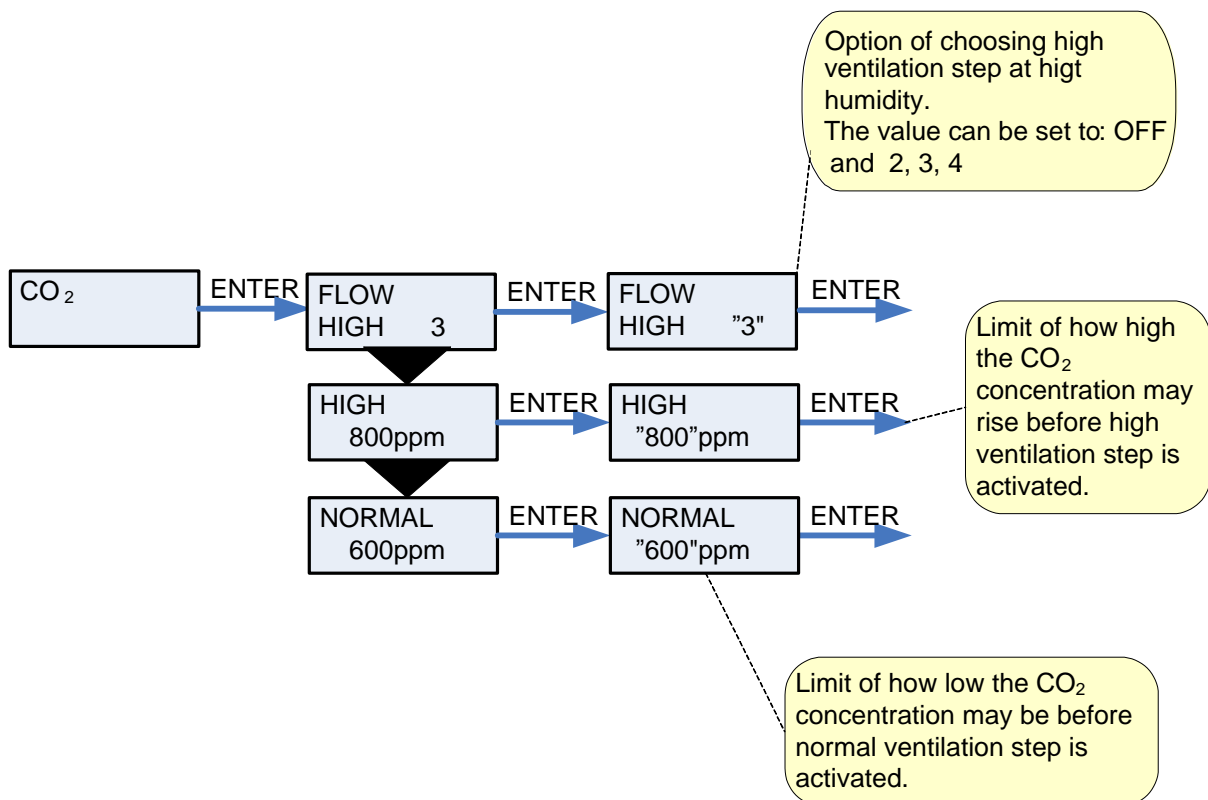 Option of choosing high
ventilation step at higt
humidity.
The value can be set to: OFF
and 2, 3, 4
CO₂
ENTER
FLOW
HIGH 3
ENTER
FLOW
HIGH ”3"
ENTER
HIGH
800ppm
ENTER
HIGH
”800”ppm
ENTER
Limit of how high
the CO₂
concentration may
rise before high
ventilation step is
activated.
NORMAL
600ppm
ENTER
NORMAL
”600"ppm
ENTER
Limit of how low the CO₂
concentration may be before
normal ventilation step is
activated.